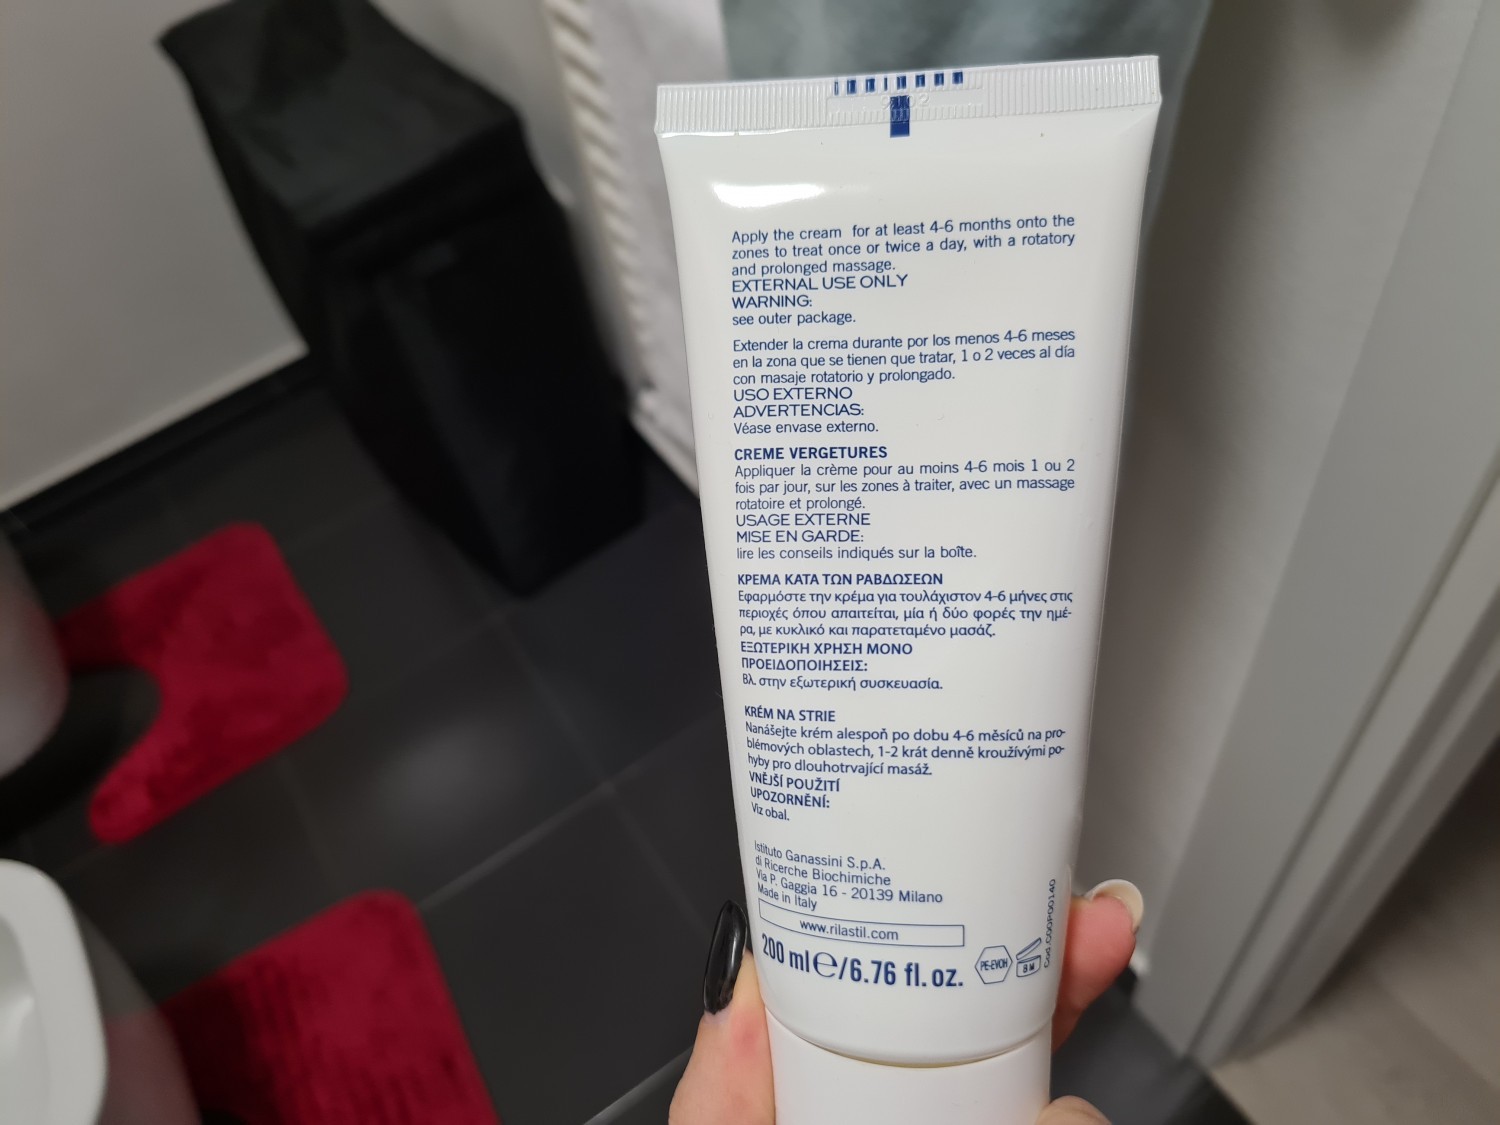 Apply the cream for at least 4-6 months onto the
zones to treat once or twice a day, with a rotatory
and prolonged massage.
EXTERNAL USE ONLY
WARNING:
see outer package.
Extender la crema durante por los menos 4-6 meses
en la zona que se tienen que tratar, 1 o 2 veces al día
con masaje rotatorio y prolongado.
USO EXTERNO
ADVERTENCIAS:
Véase envase externo.
CREME VERGETURES
Appliquer la crème pour au moins 4-6 mois 1 ou 2
fois par jour, sur les zones à traiter, avec un massage
rotatoire et prolongé.
USAGE EXTERNE
MISE EN GARDE:
lire les conseils indiqués sur la boîte.
ΚΡΕΜΑ ΚΑΤΑ ΤΩΝ ΡΑΒΔΩΣΕΩΝ
Εφαρμόστε την κρέμα για τουλάχιστον 4-6 μήνες στις
περιοχές όπου απαιτείται, μία ή δύο φορές την ημέ-
ρα, με κυκλικό και παρατεταμένο μασάζ.
ΕΞΩΤΕΡΙΚΗ ΧΡΗΣΗ ΜΟΝΟ
ΠΡΟΕΙΔΟΠΟΙΗΣΕΙΣ:
Βλ. στην εξωτερική συσκευασία.
KRÉM NA STRIE
Nanášejte krém alespoň po dobu 4-6 měsíců na pro-
blémových oblastech, 1-2 krát denně krouživými po-
hyby pro dlouhotrvající masáž.
VNĚJŠÍ POUŽITÍ
UPOZORNĚNÍ:
Viz obal.
Istituto Ganassini S.p.A.
di Ricerche Biochimiche
Via P. Gaggia 16 - 20139 Milano
Made in Italy
www.rilastil.com
200 ml℮/6.76 fl. oz.
PE-EVOH